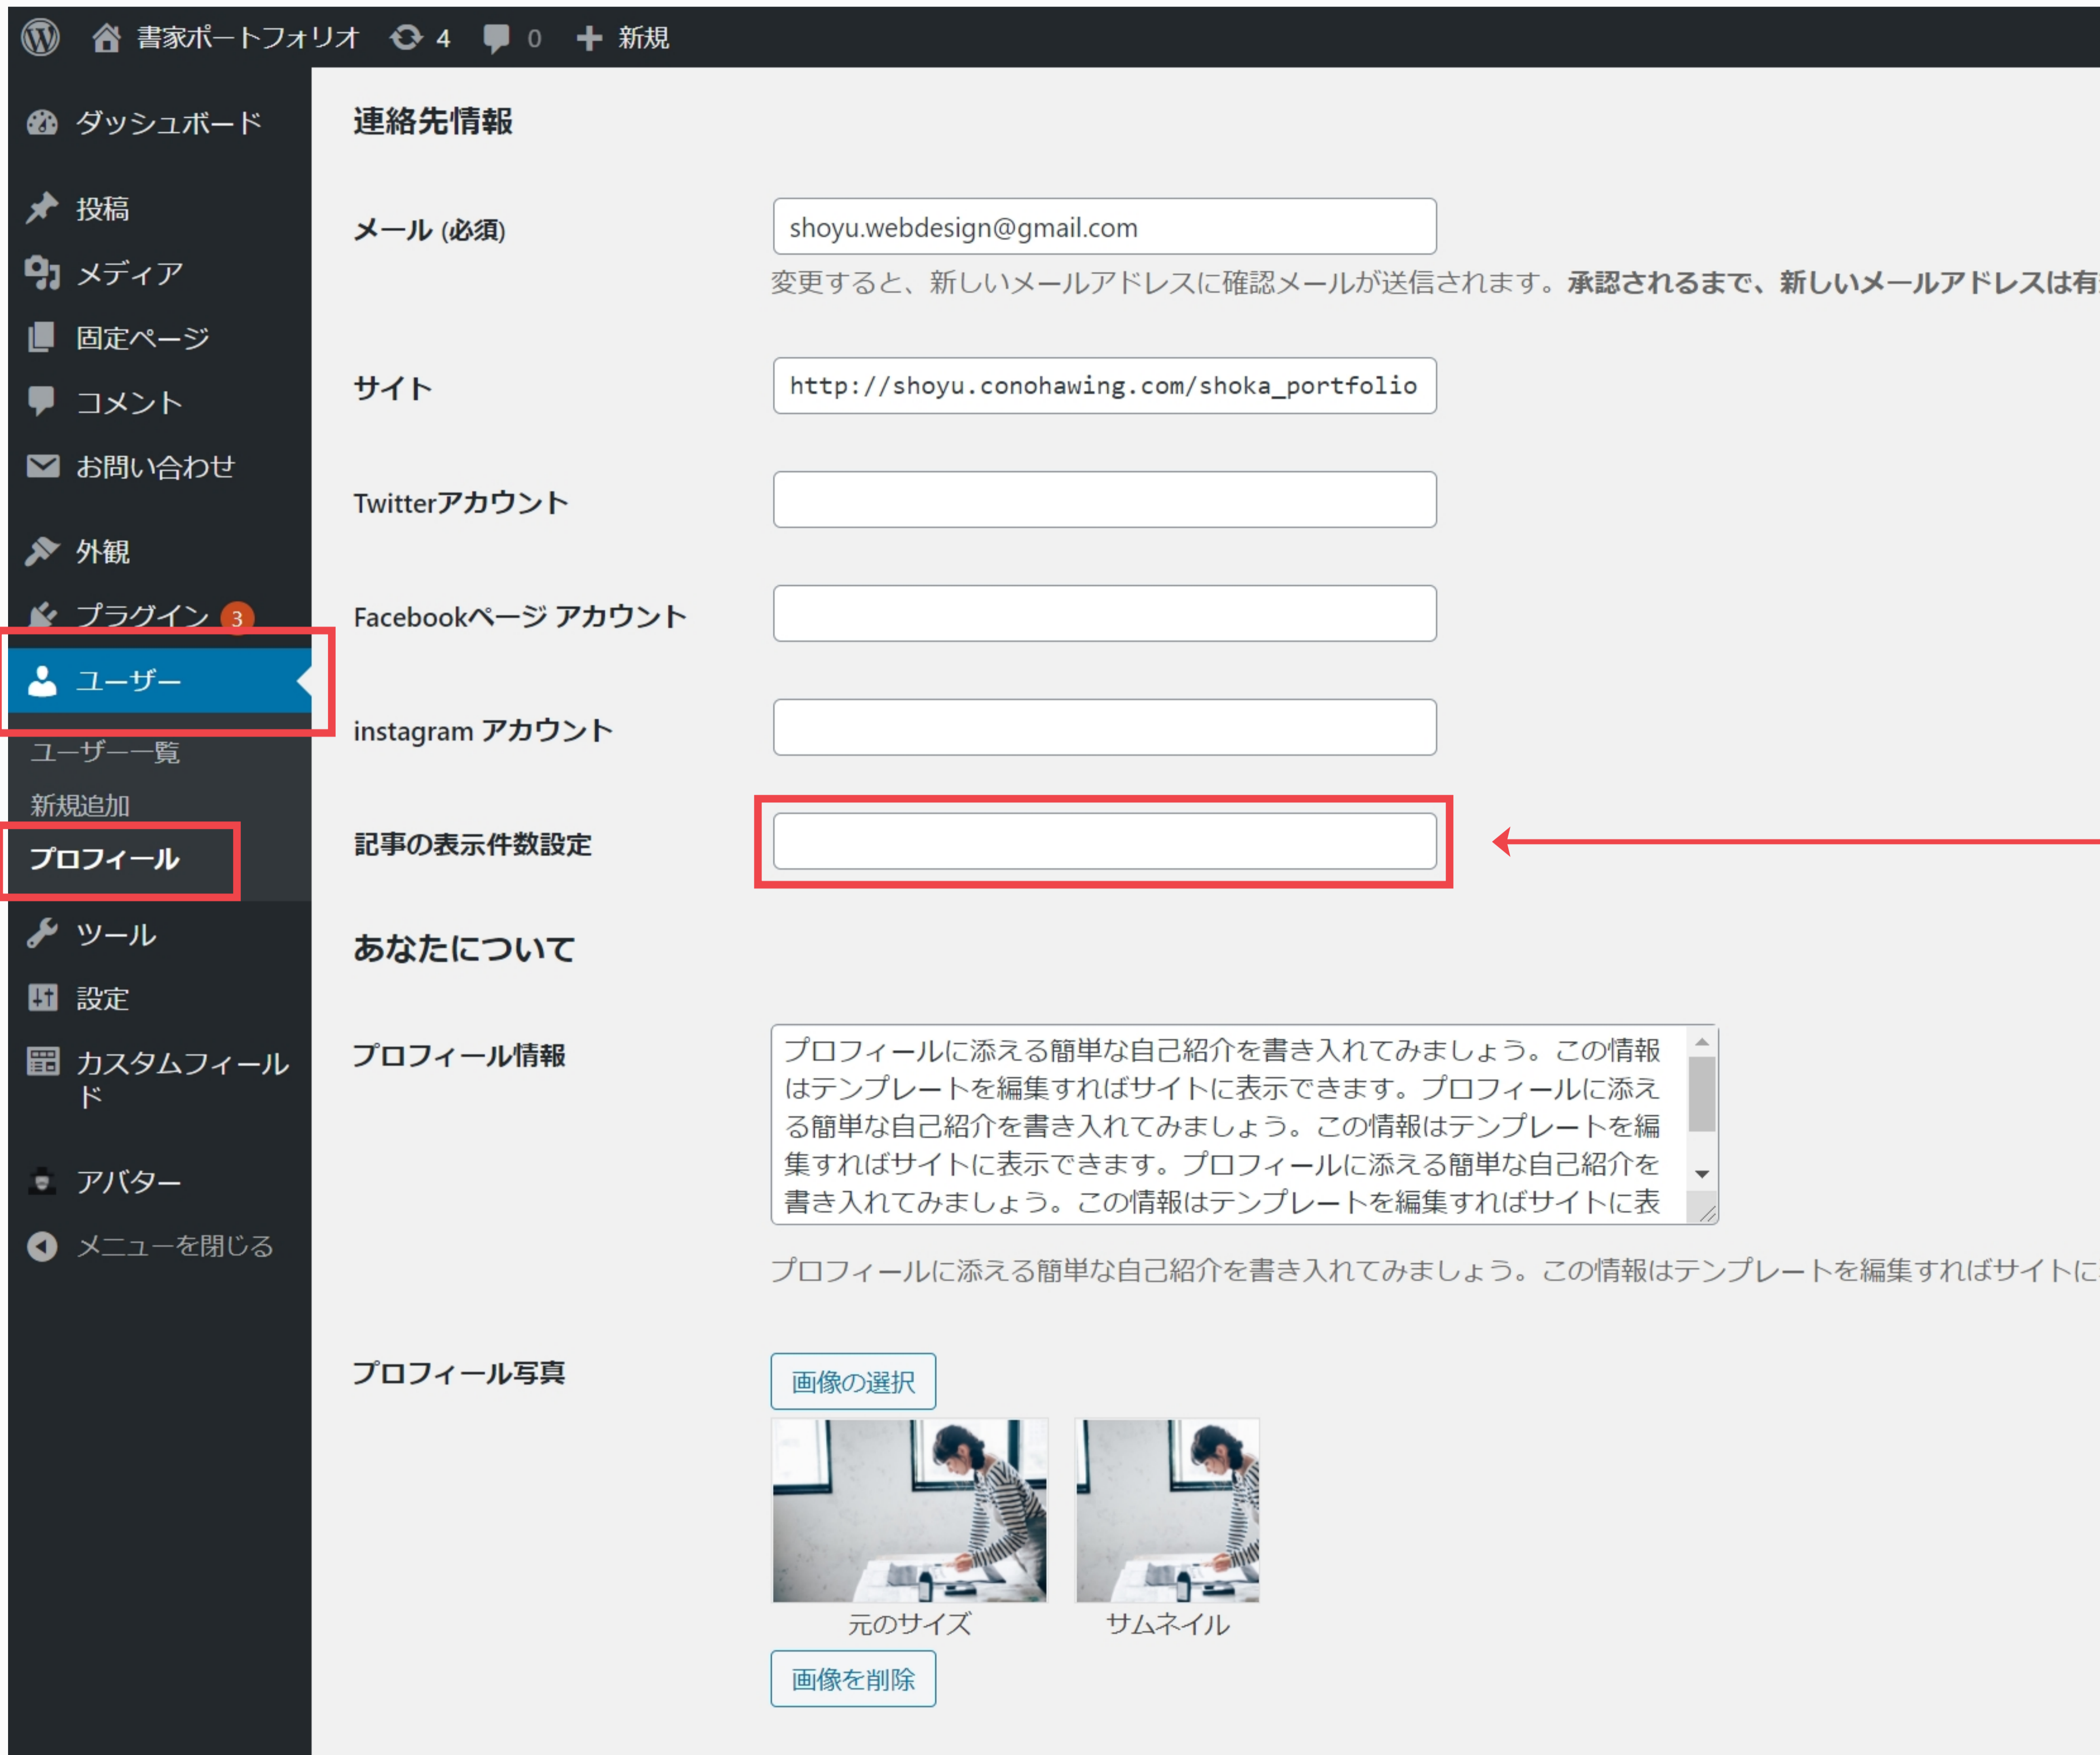 書家ポートフォリオ 4 0 新規
ダッシュボード
投稿
メディア
固定ページ
コメント
お問い合わせ
外観
プラグイン 3
ユーザー
ユーザー一覧
新規追加
プロフィール
ツール
設定
カスタムフィール
ド
アバター
メニューを閉じる
連絡先情報
メール (必須)
shoyu.webdesign@gmail.com
変更すると、新しいメールアドレスに確認メールが送信されます。承認されるまで、新しいメールアドレスは有
サイト
http://shoyu.conohawing.com/shoka_portfolio
Twitterアカウント
Facebookページ アカウント
instagram アカウント
記事の表示件数設定
あなたについて
プロフィール情報
プロフィールに添える簡単な自己紹介を書き入れてみましょう。この情報
はテンプレートを編集すればサイトに表示できます。プロフィールに添え
る簡単な自己紹介を書き入れてみましょう。この情報はテンプレートを編
集すればサイトに表示できます。プロフィールに添える簡単な自己紹介を
書き入れてみましょう。この情報はテンプレートを編集すればサイトに表
プロフィールに添える簡単な自己紹介を書き入れてみましょう。この情報はテンプレートを編集すればサイトに
プロフィール写真
画像の選択
元のサイズ
サムネイル
画像を削除